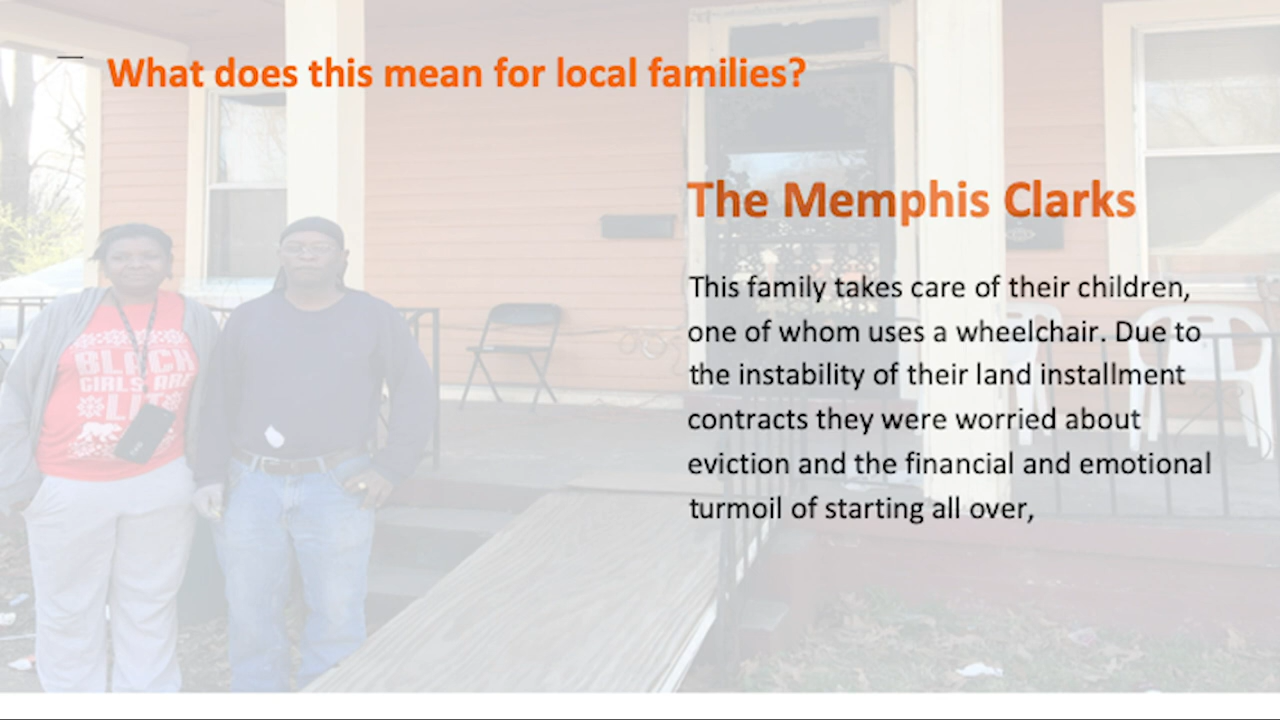 What does this mean for local families?
The Memphis Clarks
This family takes care of their children,
one of whom uses a wheelchair. Due to
the instability of their land installment
contracts they were worried about
eviction and the financial and emotional
turmoil of starting all over,
BLACK
GIRLS ARE
LIT